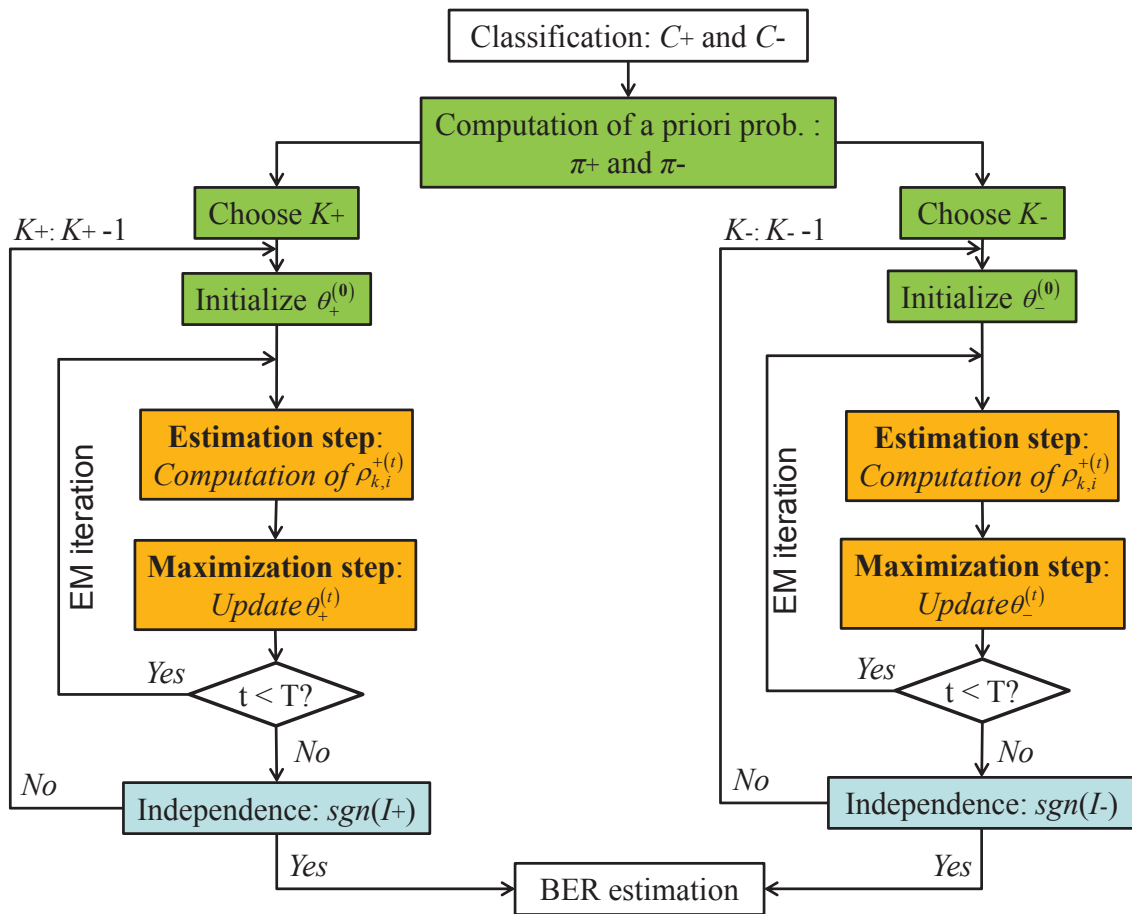 Classification: C+ and C-
Computation of a priori prob. :
π+ and π-
Choose K+
K+: K+ -1
Initialize θ₊⁽⁰⁾
EM iteration
Estimation step:
Computation of ρₖ,ᵢ⁺⁽ᵗ⁾
Maximization step:
Update θ₊⁽ᵗ⁾
Yes
t < T?
No
No
Independence: sgn(I+)
Yes
Choose K-
K-: K- -1
Initialize θ₋⁽⁰⁾
EM iteration
Estimation step:
Computation of ρₖ,ᵢ⁺⁽ᵗ⁾
Maximization step:
Update θ₋⁽ᵗ⁾
Yes
t < T?
No
No
Independence: sgn(I-)
Yes
BER estimation